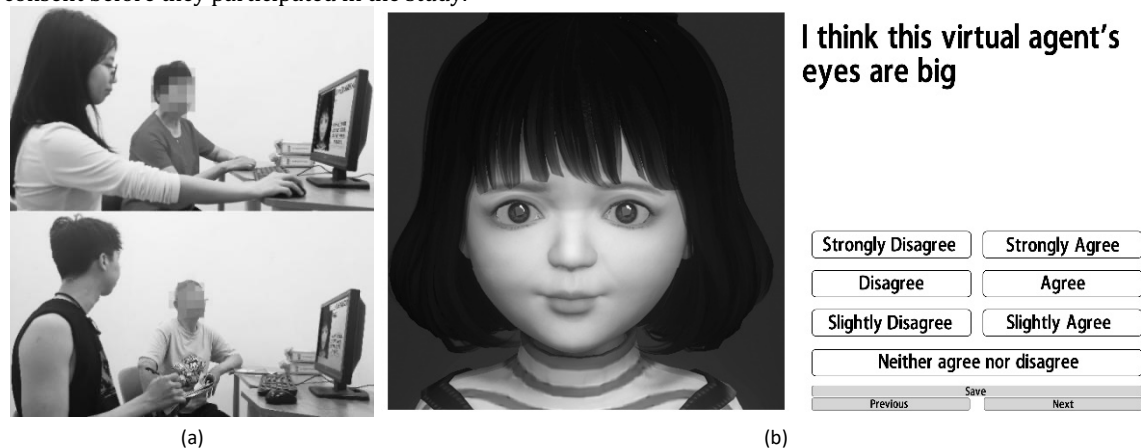 consent before they participated in the study.
I think this virtual agent's
eyes are big
Strongly Disagree
Strongly Agree
Disagree
Agree
Slightly Disagree
Slightly Agree
Neither agree nor disagree
Save
Previous
Next
(a)
(b)